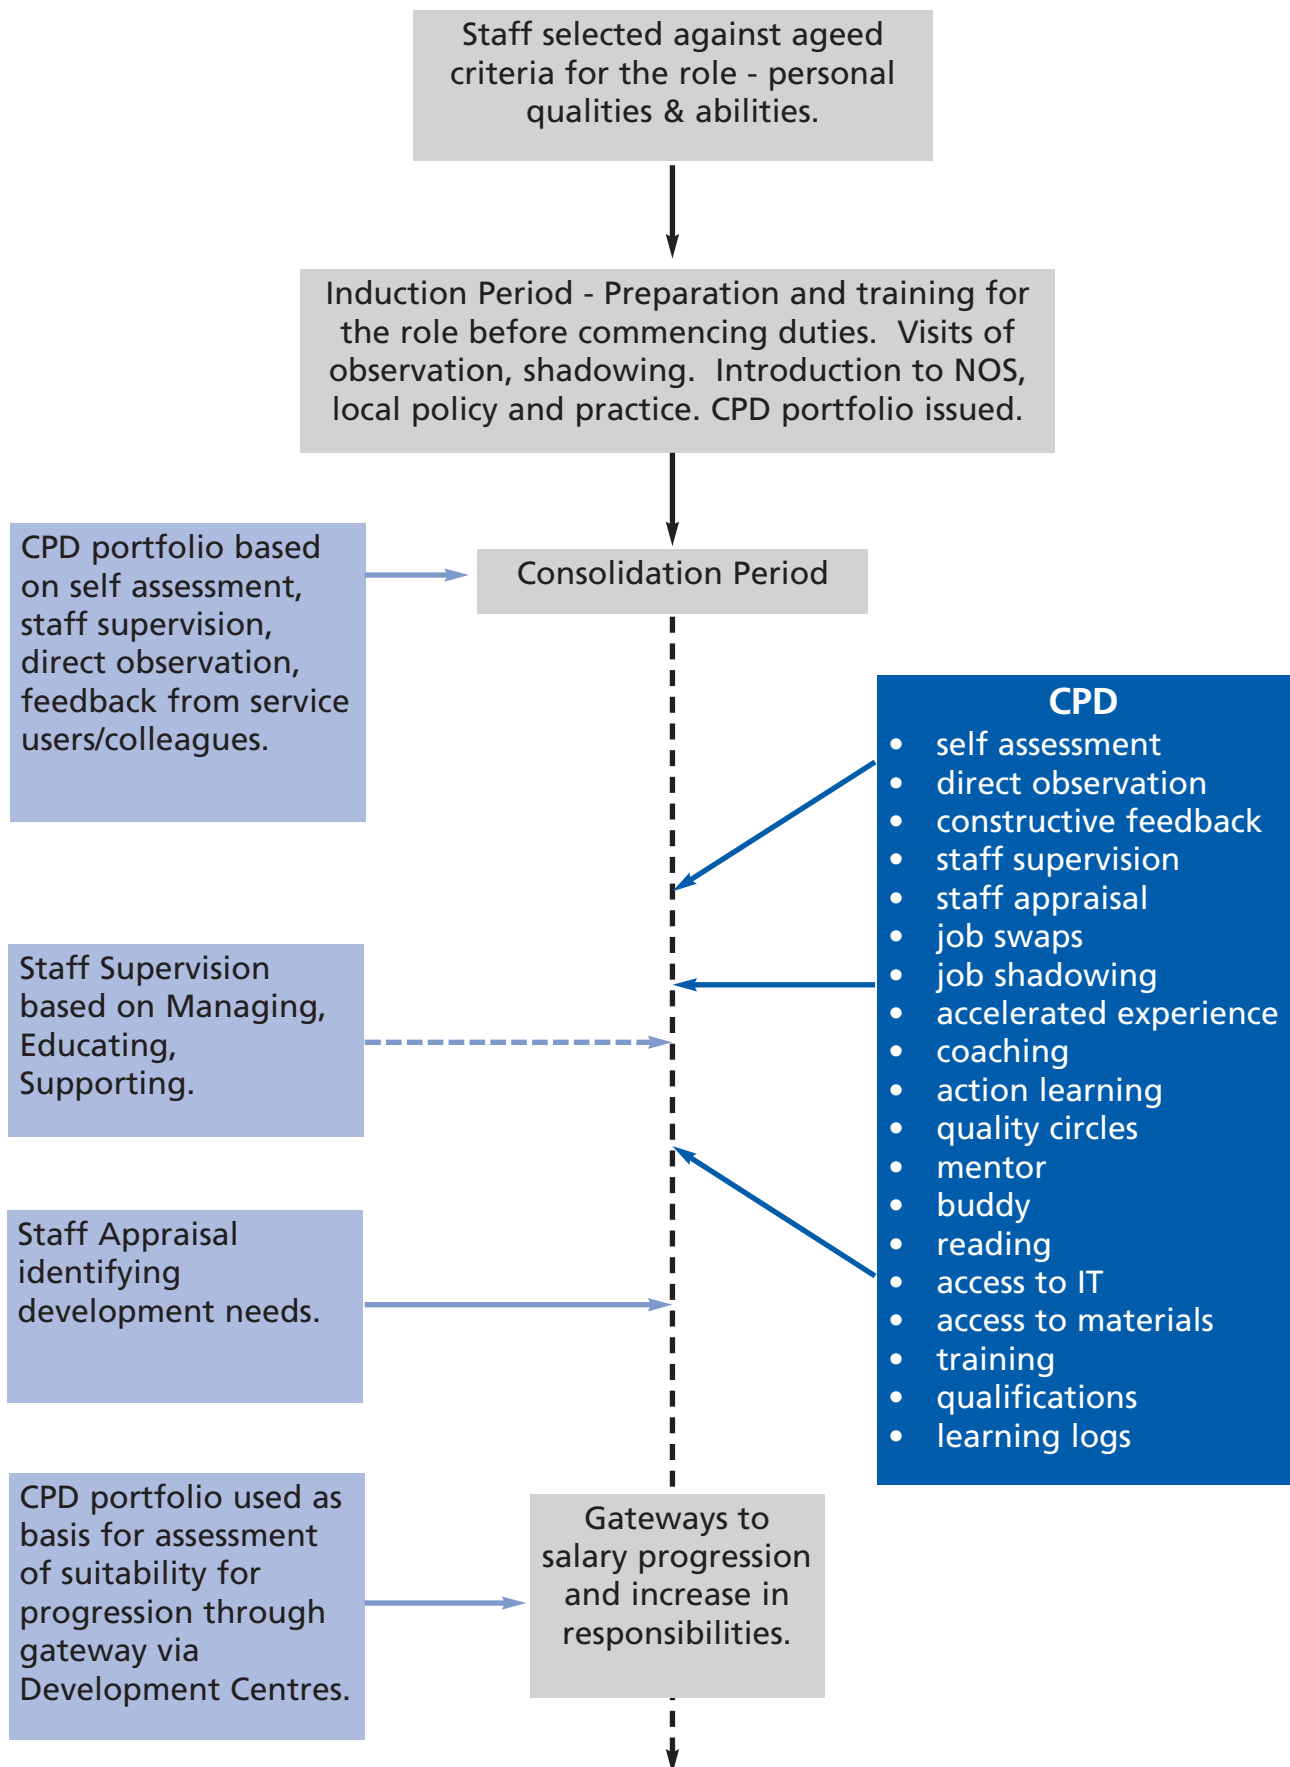 Staff selected against ageed
criteria for the role - personal
qualities & abilities.
Induction Period - Preparation and training for
the role before commencing duties.  Visits of
observation, shadowing.  Introduction to NOS,
local policy and practice. CPD portfolio issued.
CPD portfolio based
on self assessment,
staff supervision,
direct observation,
feedback from service
users/colleagues.
Consolidation Period
CPD
• self assessment
• direct observation
• constructive feedback
• staff supervision
• staff appraisal
• job swaps
• job shadowing
• accelerated experience
• coaching
• action learning
• quality circles
• mentor
• buddy
• reading
• access to IT
• access to materials
• training
• qualifications
• learning logs
Staff Supervision
based on Managing,
Educating,
Supporting.
Staff Appraisal
identifying
development needs.
CPD portfolio used as
basis for assessment
of suitability for
progression through
gateway via
Development Centres.
Gateways to
salary progression
and increase in
responsibilities.